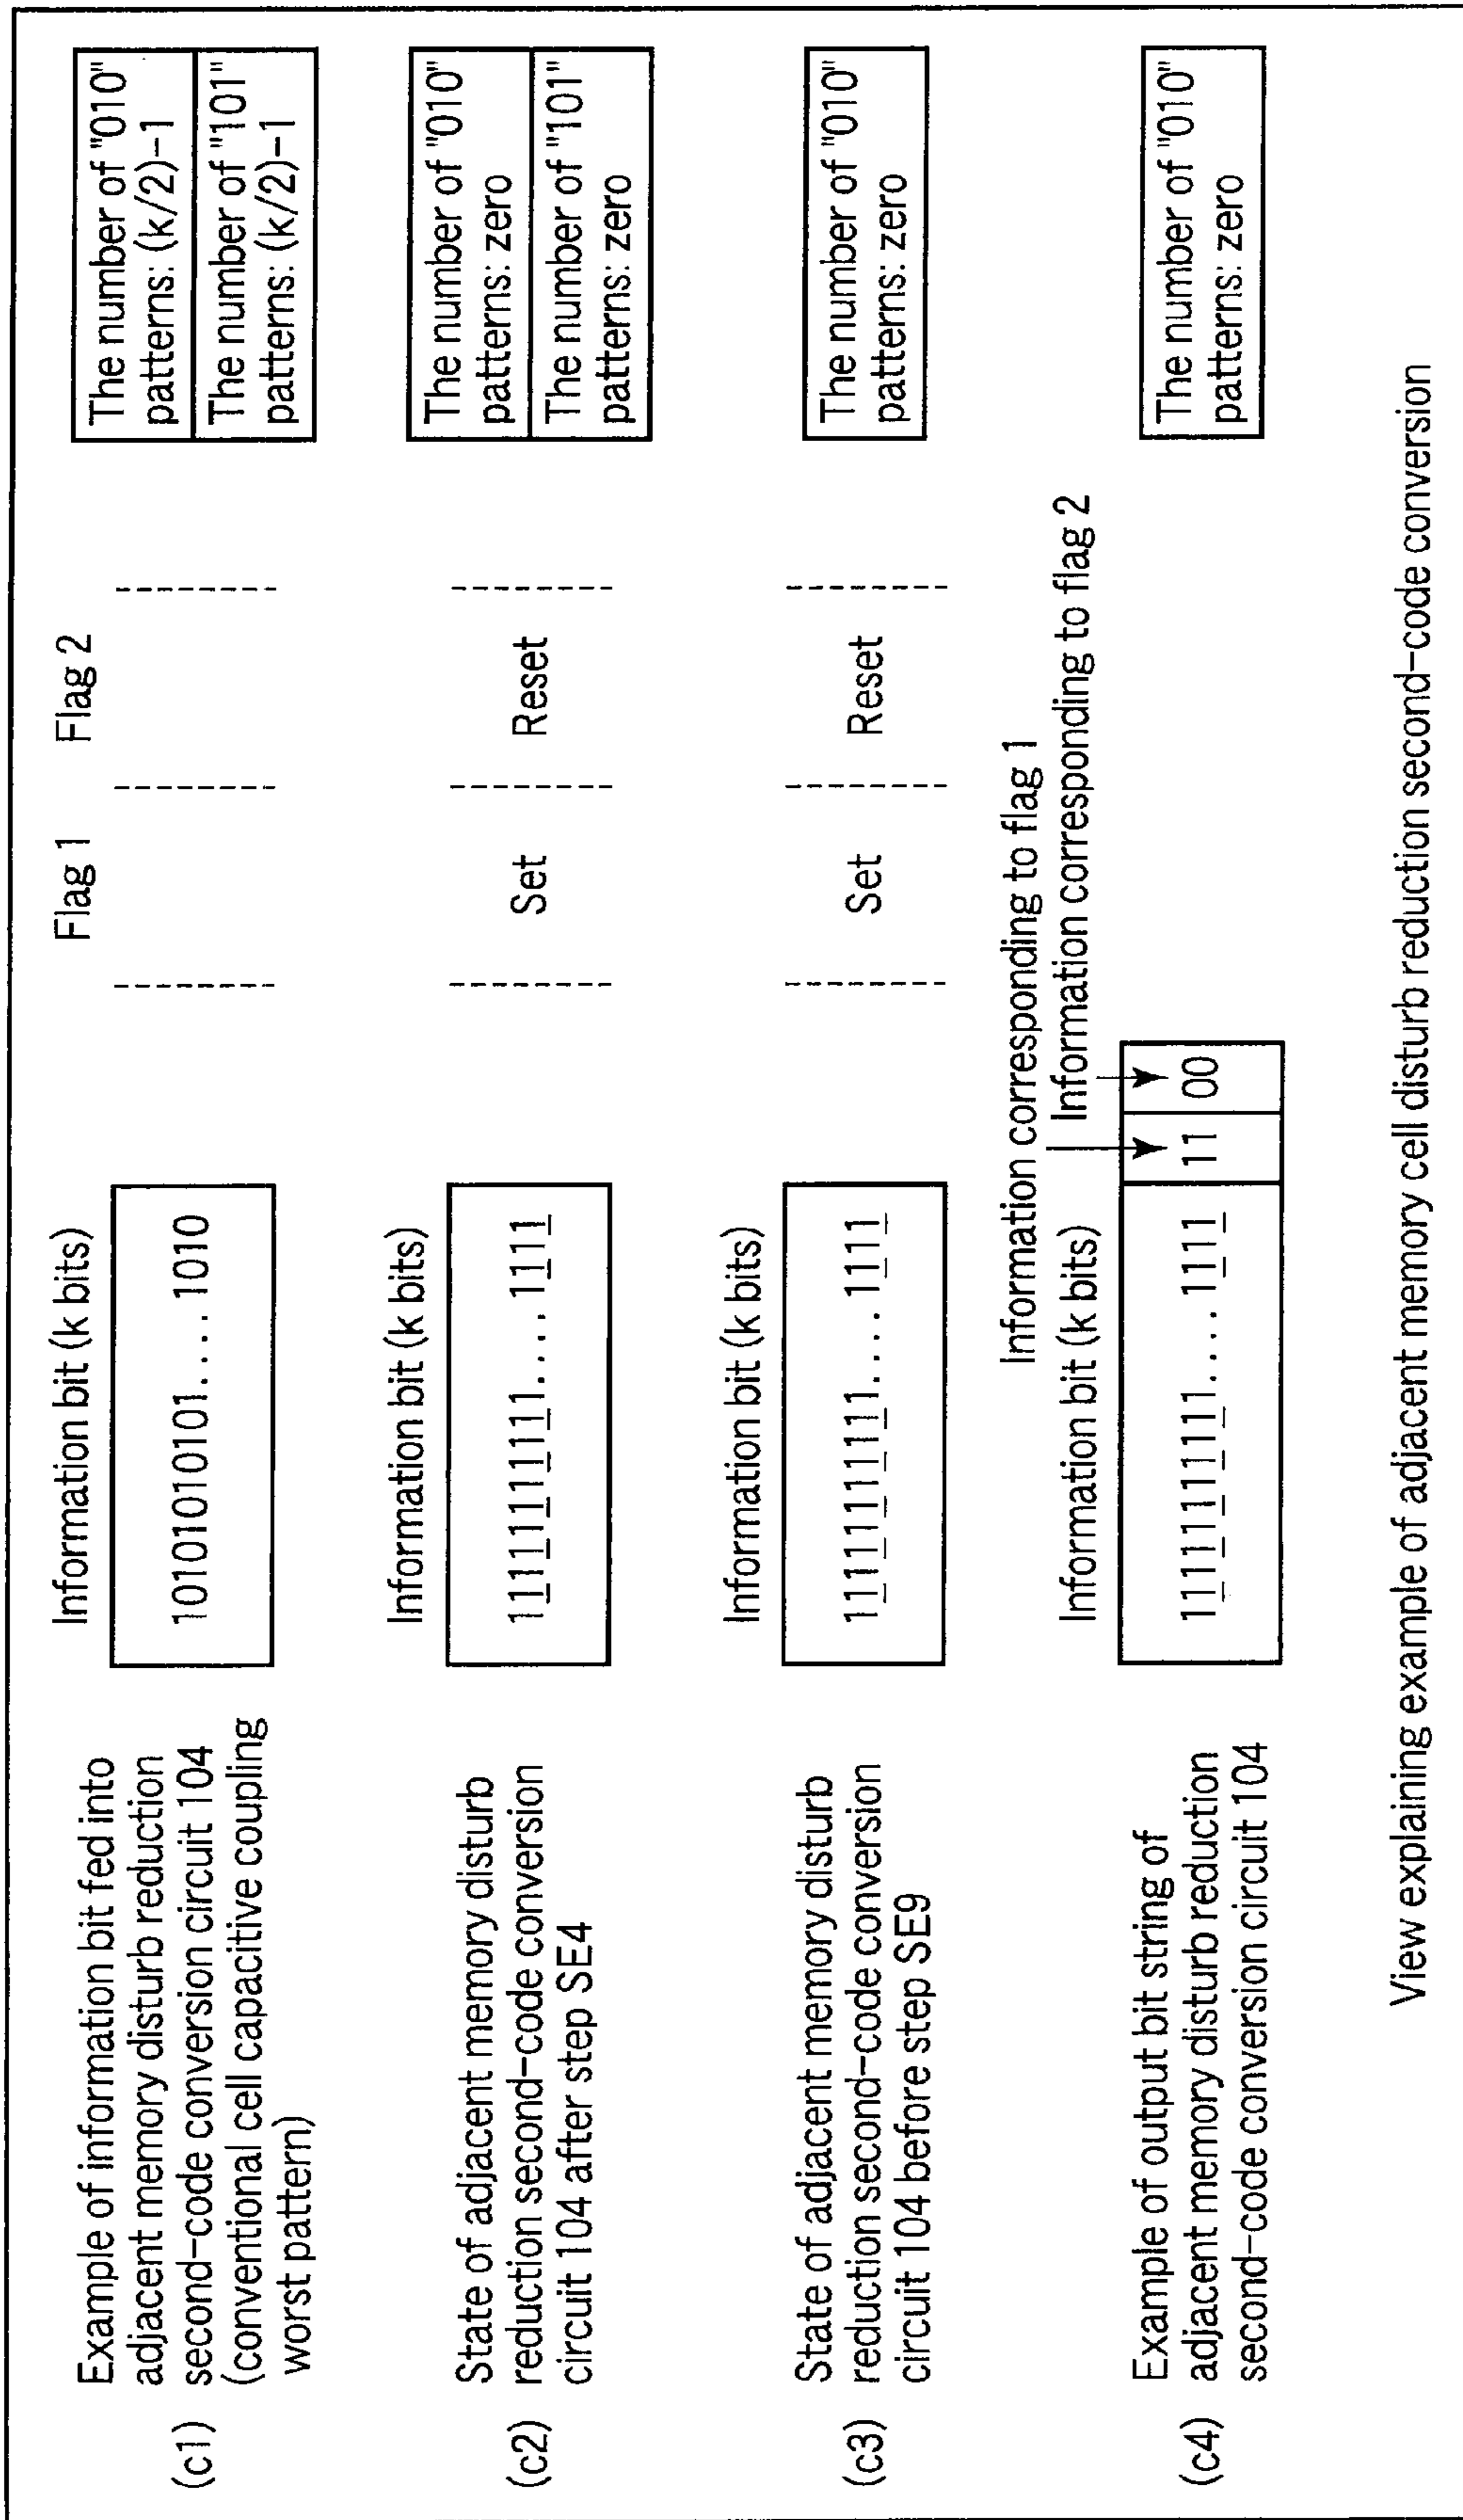 Flag 1
Flag 2
(c1)
Example of information bit fed into
adjacent memory disturb reduction
second-code conversion circuit 104
(conventional cell capacitive coupling
worst pattern)
Information bit (k bits)
1010101010101....1010
The number of "010"
patterns: (k/2)-1
The number of "101"
patterns: (k/2)-1
(c2)
State of adjacent memory disturb
reduction second-code conversion
circuit 104 after step SE4
Information bit (k bits)
1111111111111....1111
Set
Reset
The number of "010"
patterns: zero
The number of "101"
patterns: zero
(c3)
State of adjacent memory disturb
reduction second-code conversion
circuit 104 before step SE9
Information bit (k bits)
1111111111111....1111
Set
Reset
The number of "010"
patterns: zero
(c4)
Example of output bit string of
adjacent memory disturb reduction
second-code conversion circuit 104
Information corresponding to flag 1
Information corresponding to flag 2
Information bit (k bits)
1111111111111....1111
11
00
The number of "010"
patterns: zero
View explaining example of adjacent memory cell disturb reduction second-code conversion